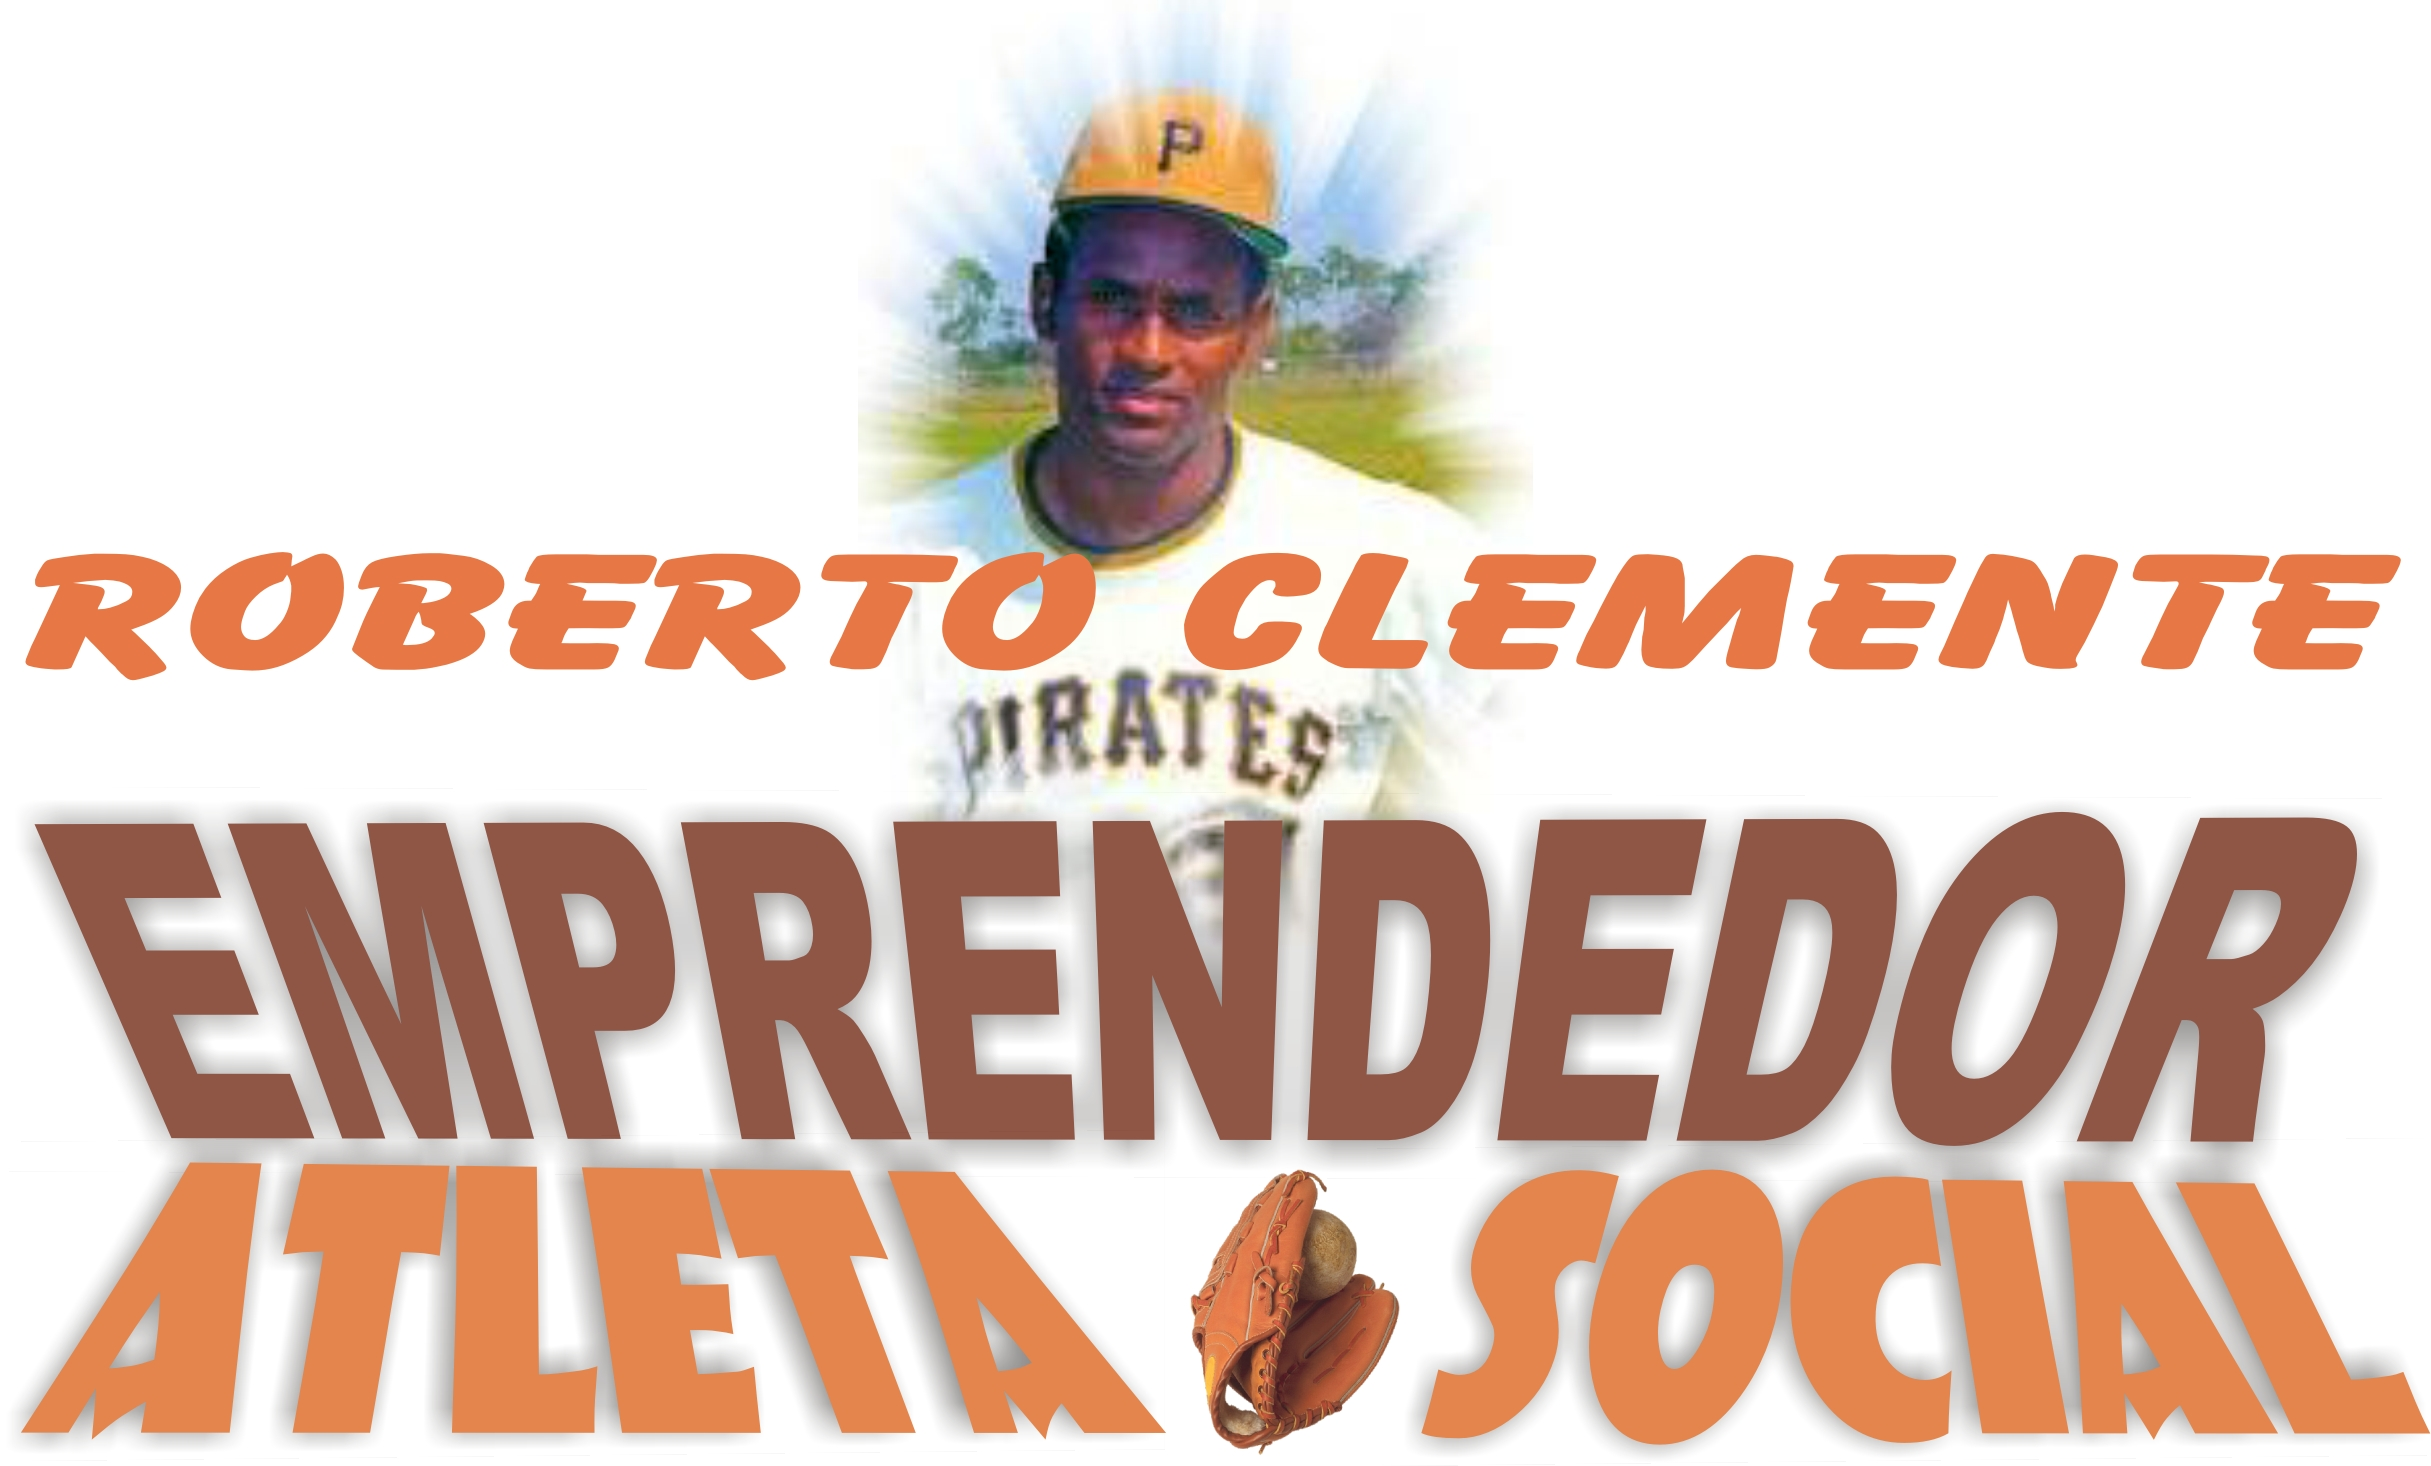 P
ROBERTO CLEMENTE
PIRATES
EMPRENDEDOR
ATLETA SOCIAL